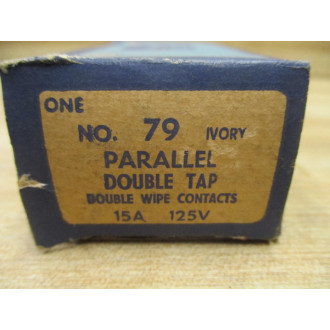 ONE
NO. 79 IVORY
PARALLEL
DOUBLE TAP
DOUBLE WIPE CONTACTS
15A 125V